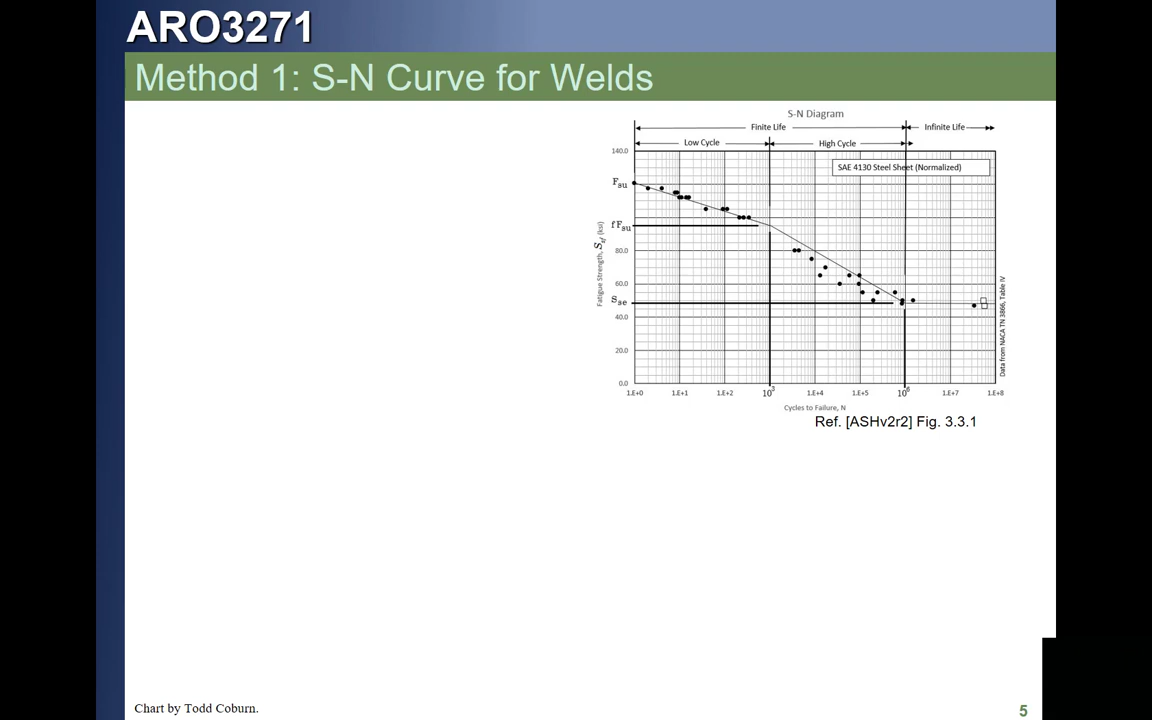 ARO3271
Method 1: S-N Curve for Welds
S-N Diagram
Finite Life
Infinite Life
Low Cycle
High Cycle
140.0
SAE 4130 Steel Sheet (Normalized)
Fsu
f Fsu
80.0
60.0
Sse
40.0
20.0
0.0
Fatigue Strength, Ssf (ksi)
Data from NACA TN 3866, Table IV
1.E+0 1.E+1 1.E+2 10³ 1.E+4 1.E+5 10⁶ 1.E+7 1.E+8
Cycles to Failure, N
Ref. [ASHv2r2] Fig. 3.3.1
Chart by Todd Coburn.
5